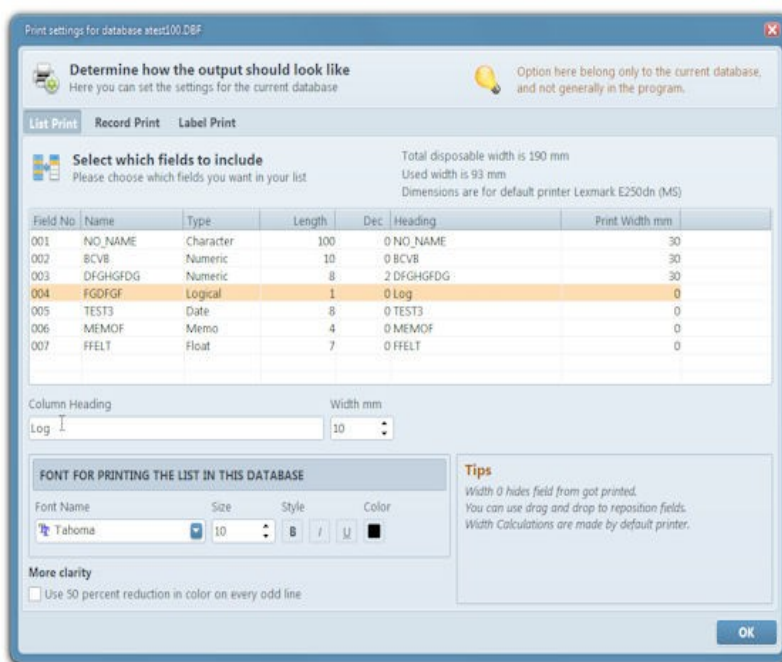 Print settings for database atest100.DBF
Determine how the output should look like
Here you can set the settings for the current database
Option here belong only to the current database,
and not generally in the program.
List Print Record Print Label Print
Select which fields to include
Please choose which fields you want in your list
Total disposable width is 190 mm
Used width is 93 mm
Dimensions are for default printer Lexmark E250dn (MS)
Field No Name Type Length Dec Heading Print Width mm
001 NO_NAME Character 100 0 NO_NAME 30
002 BCVB Numeric 10 0 BCVB 30
003 DFGHGFDG Numeric 8 2 DFGHGFDG 30
004 FGDFGF Logical 1 0 Log 0
005 TEST3 Date 8 0 TEST3 0
006 MEMOF Memo 4 0 MEMOF 0
007 FFELT Float 7 0 FFELT 0
Column Heading Width mm
Log 10
FONT FOR PRINTING THE LIST IN THIS DATABASE
Font Name Size Style Color
Tahoma 10 B I U
Tips
Width 0 hides field from got printed.
You can use drag and drop to reposition fields.
Width Calculations are made by default printer.
More clarity
Use 50 percent reduction in color on every odd line
OK